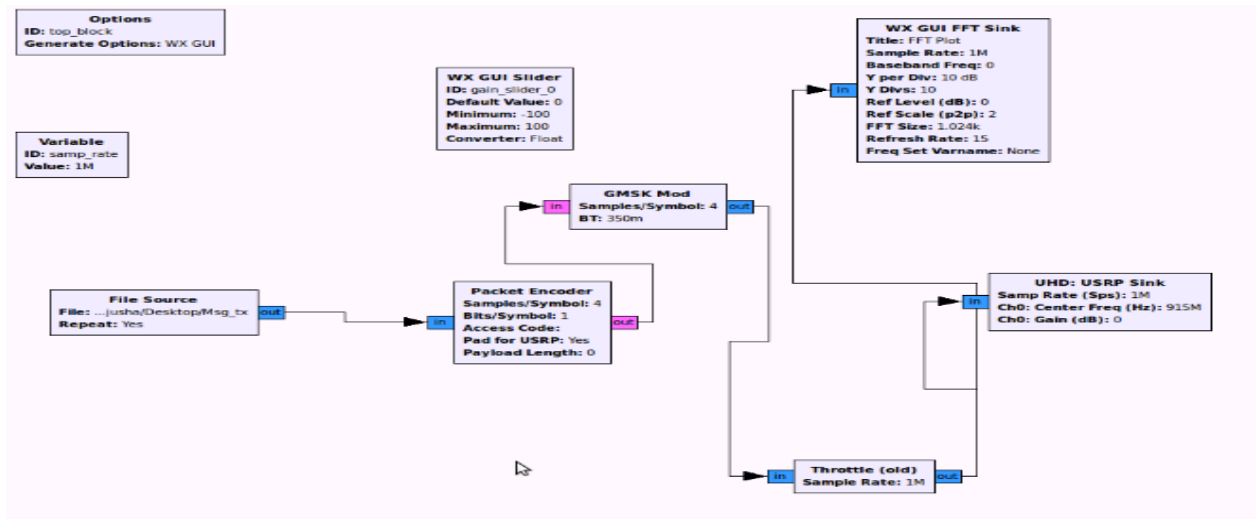 Options
ID: top_block
Generate Options: WX GUI
Variable
ID: samp_rate
Value: 1M
WX GUI Slider
ID: gain_slider_0
Default Value: 0
Minimum: -100
Maximum: 100
Converter: Float
WX GUI FFT Sink
Title: FFT Plot
Sample Rate: 1M
Baseband Freq: 0
Y per Div: 10 dB
Y Divs: 10
Ref Level (dB): 0
Ref Scale (p2p): 2
FFT Size: 1.024k
Refresh Rate: 15
Freq Set Varname: None
in
GMSK Mod
Samples/Symbol: 4
BT: 350m
in
out
File Source
File: ...jusha/Desktop/Msg_tx
Repeat: Yes
out
Packet Encoder
Samples/Symbol: 4
Bits/Symbol: 1
Access Code:
Pad for USRP: Yes
Payload Length: 0
in
out
UHD: USRP Sink
Samp Rate (Sps): 1M
Ch0: Center Freq (Hz): 915M
Ch0: Gain (dB): 0
in
Throttle (old)
Sample Rate: 1M
in
out